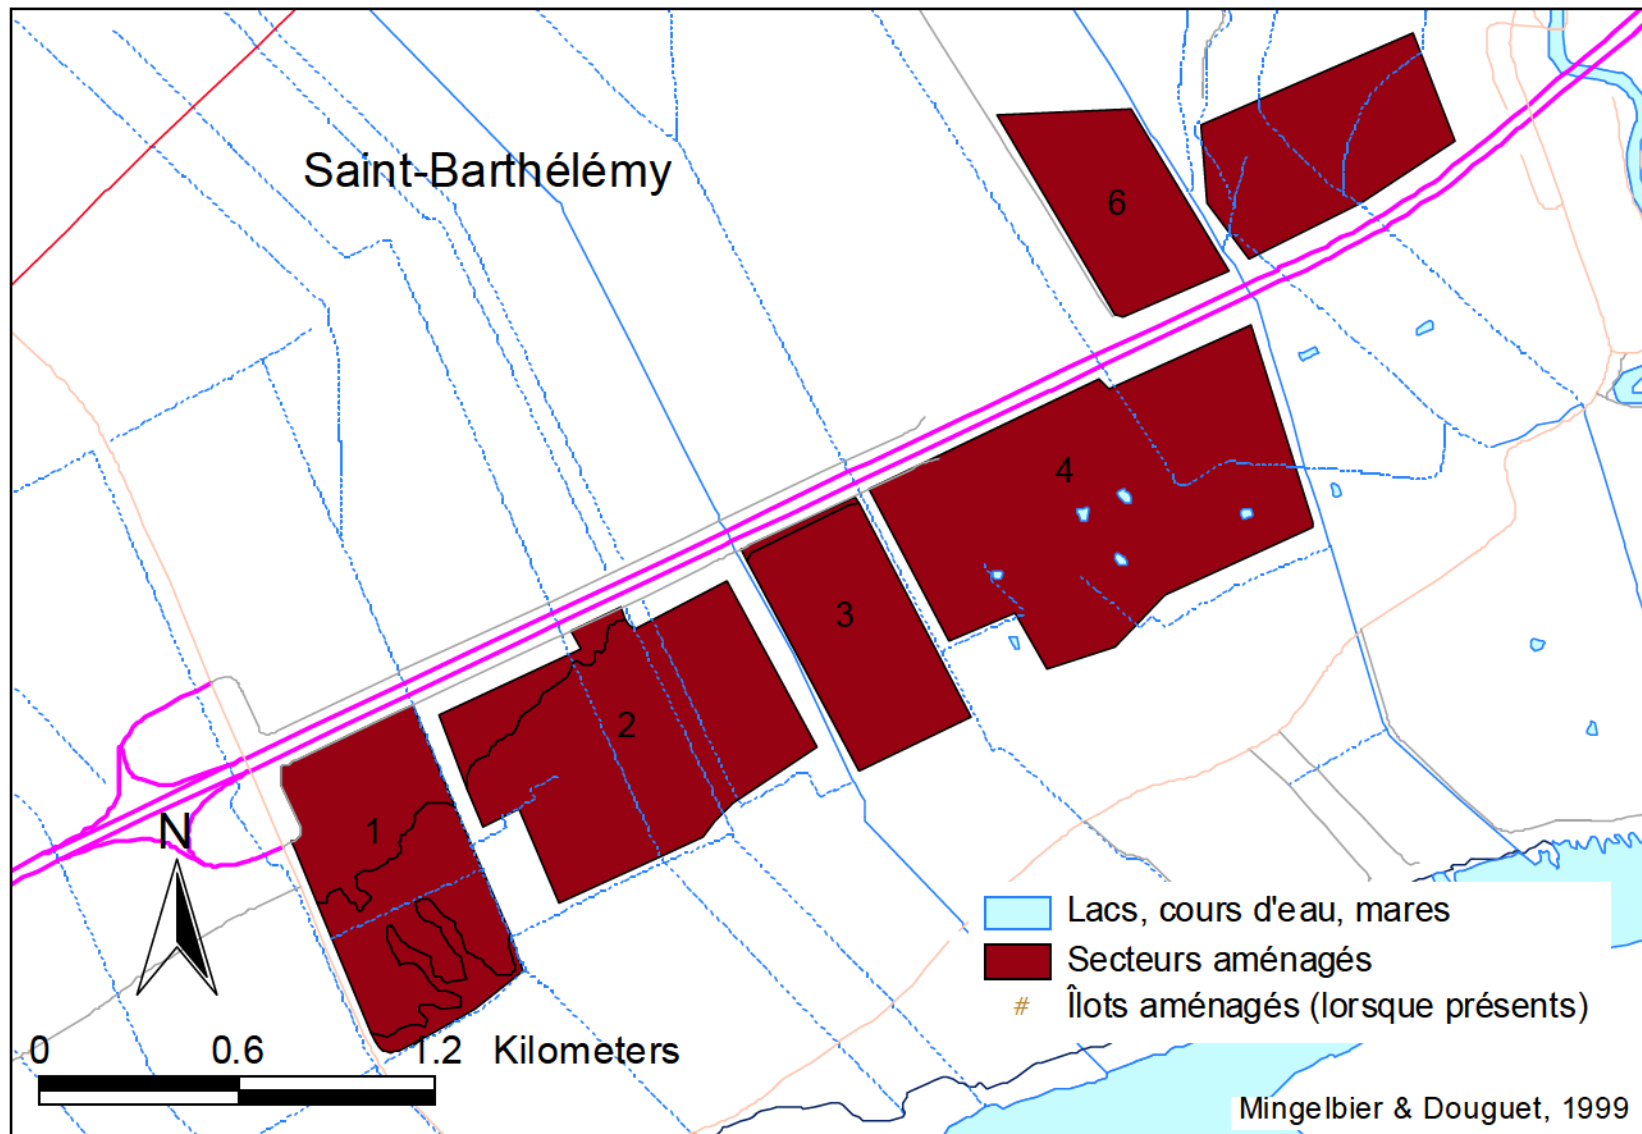 Saint-Barthélémy
6
4
3
2
1
N
0 0.6 1.2 Kilometers
Lacs, cours d'eau, mares
Secteurs aménagés
# Îlots aménagés (lorsque présents)
Mingelbier & Douguet, 1999